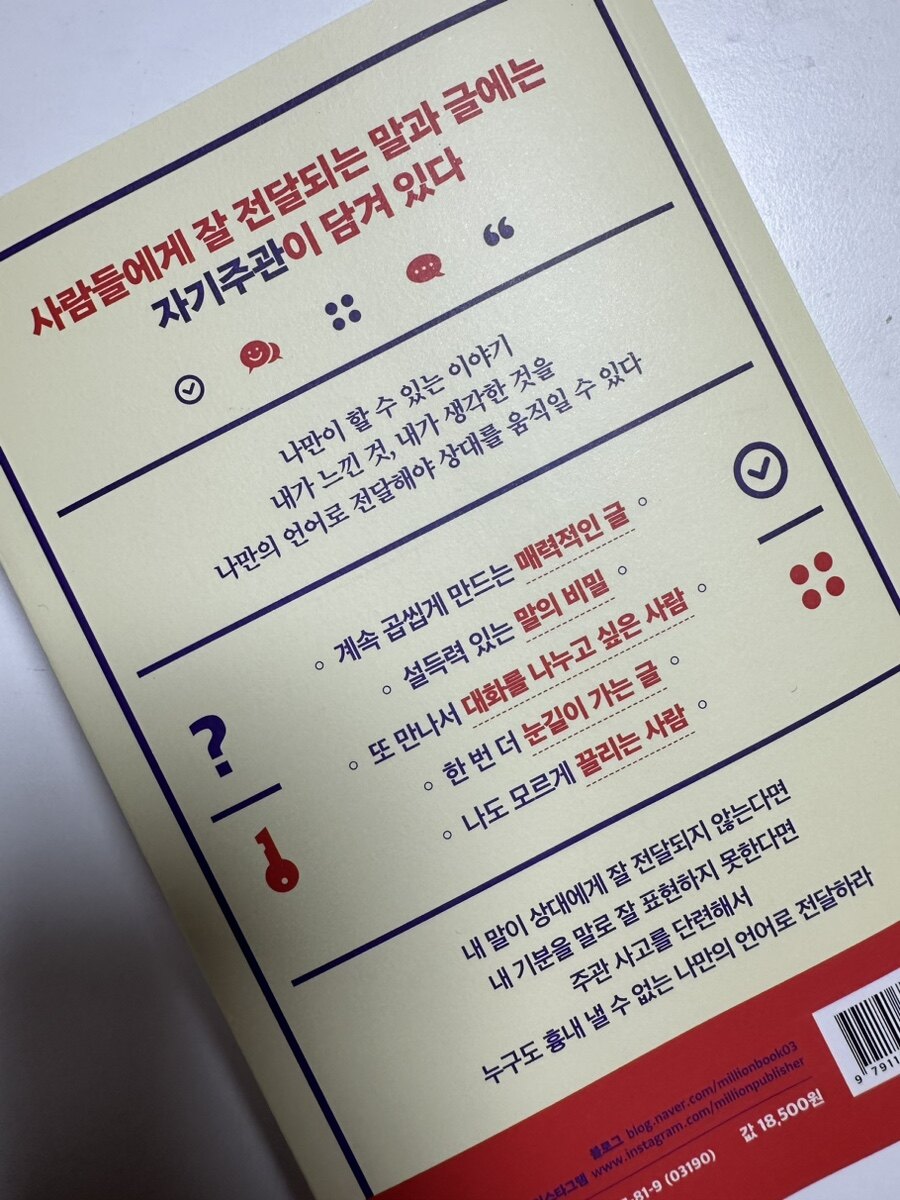 사람들에게 잘 전달되는 말과 글에는
자기주관이 담겨 있다
나만이 할 수 있는 이야기
내가 느낀 것, 내가 생각한 것을
나만의 언어로 전달해야 상대를 움직일 수 있다
계속 곱씹게 만드는 매력적인 글
설득력 있는 말의 비밀
또 만나서 대화를 나누고 싶은 사람
한 번 더 눈길이 가는 글
나도 모르게 끌리는 사람
?
내 말이 상대에게 잘 전달되지 않는다면
내 기분을 말로 잘 표현하지 못한다면
주관 사고를 단련해서
누구도 흉내 낼 수 없는 나만의 언어로 전달하라
블로그 blog.naver.com/millionbook03
www.instagram.com/millionpublisher
값 18,500원
81-9 (03190)
9 7911